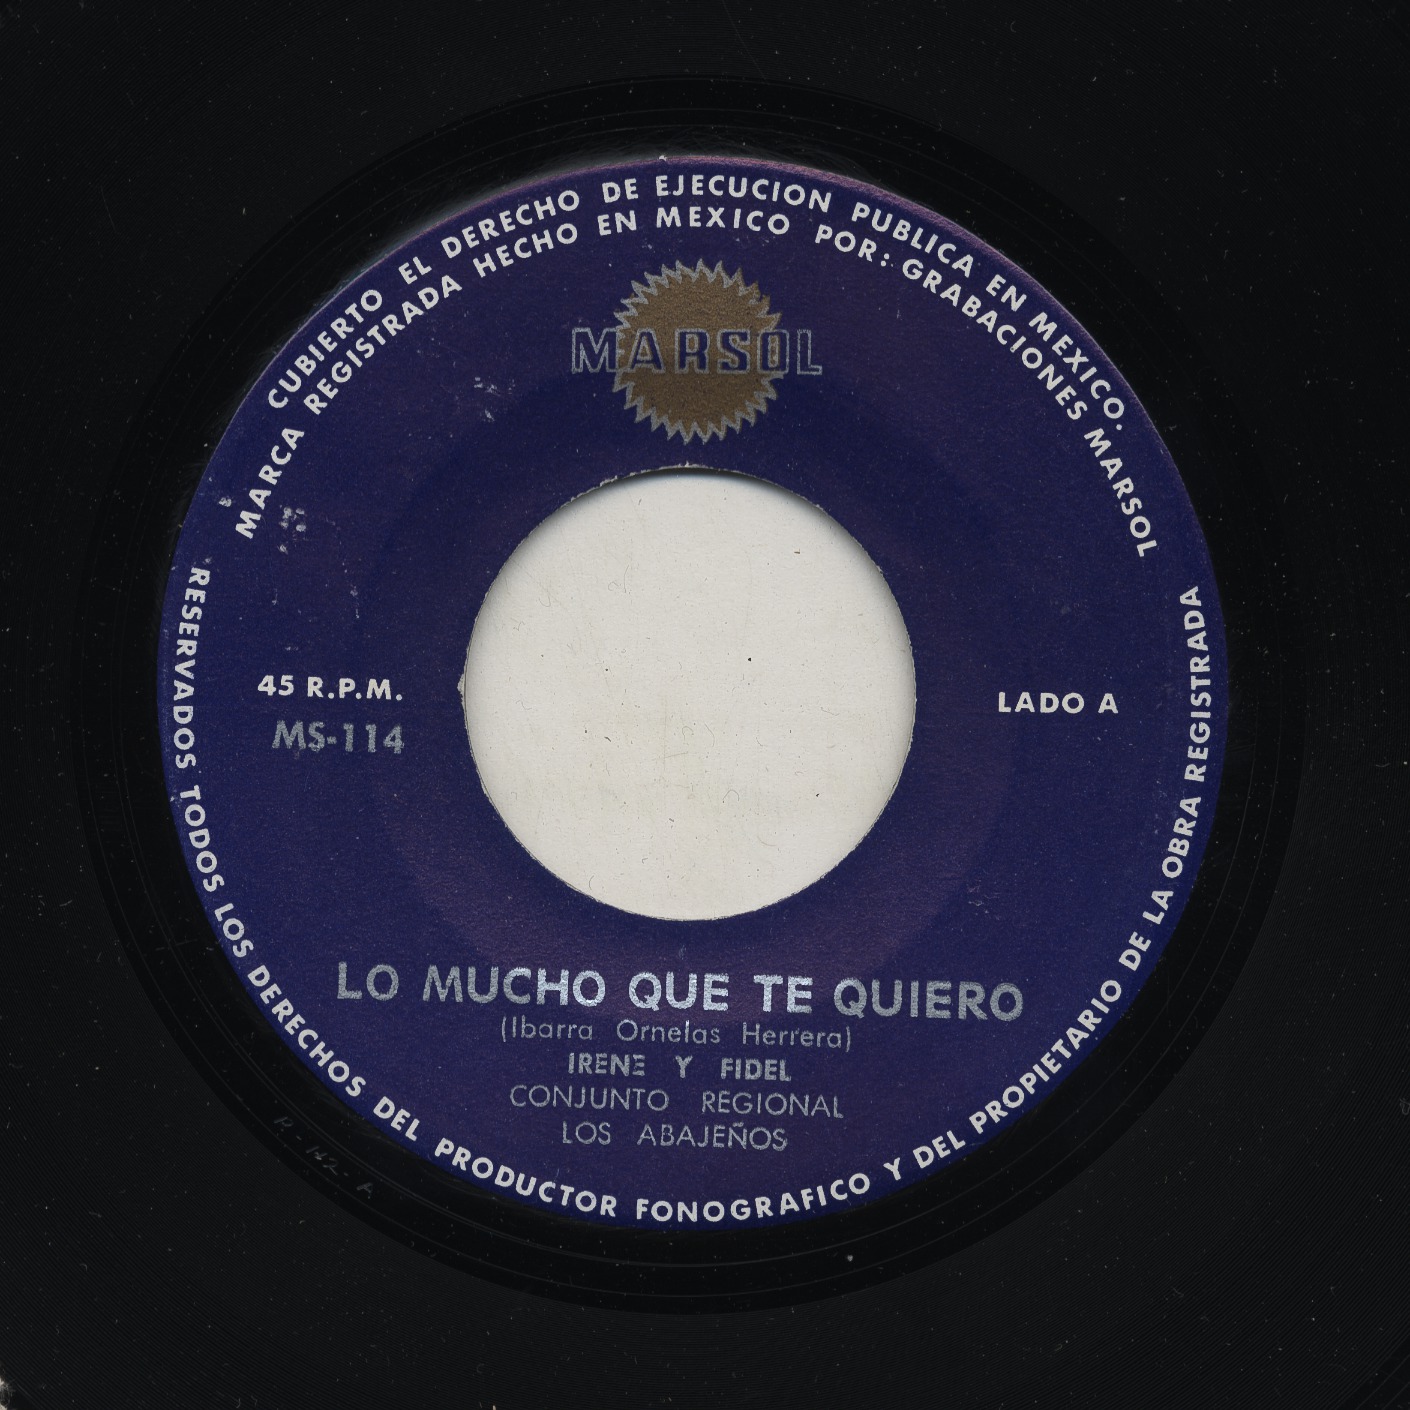 CUBIERTO EL DERECHO DE EJECUCION PUBLICA EN MEXICO.
MARCA REGISTRADA HECHO EN MEXICO POR: GRABACIONES MARSOL
MARSOL
45 R.P.M.
MS-114
LADO A
LO MUCHO QUE TE QUIERO
(Ibarra Ornelas Herrera)
IRENE Y FIDEL
CONJUNTO REGIONAL
LOS ABAJEÑOS
RESERVADOS TODOS LOS DERECHOS DEL PRODUCTOR FONOGRAFICO Y DEL PROPIETARIO DE LA OBRA REGISTRADA